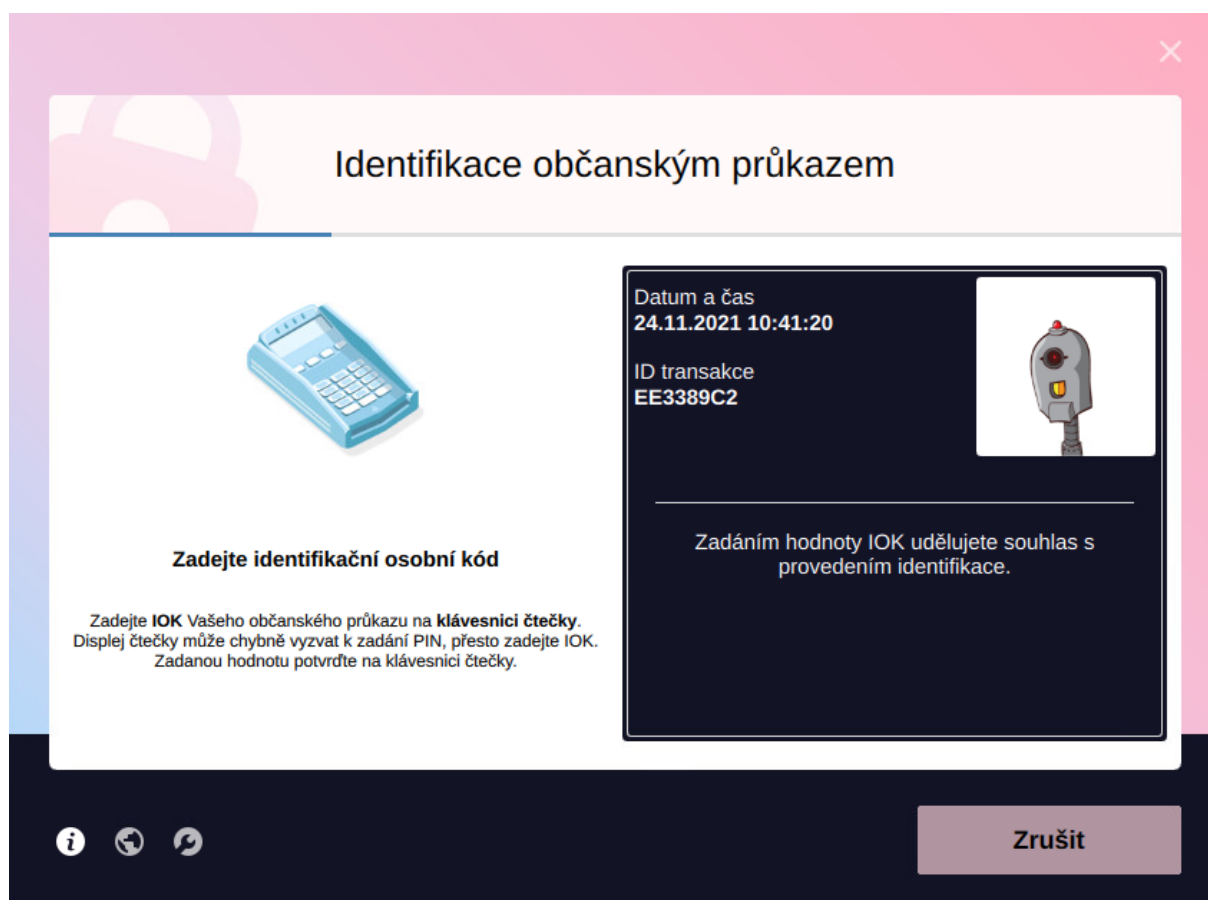 Identifikace občanským průkazem
Zadejte identifikační osobní kód
Zadejte IOK Vašeho občanského průkazu na klávesnici čtečky.
Displej čtečky může chybně vyzvat k zadání PIN, přesto zadejte IOK.
Zadanou hodnotu potvrďte na klávesnici čtečky.
Datum a čas
24.11.2021 10:41:20
ID transakce
EE3389C2
Zadáním hodnoty IOK udělujete souhlas s
provedením identifikace.
Zrušit